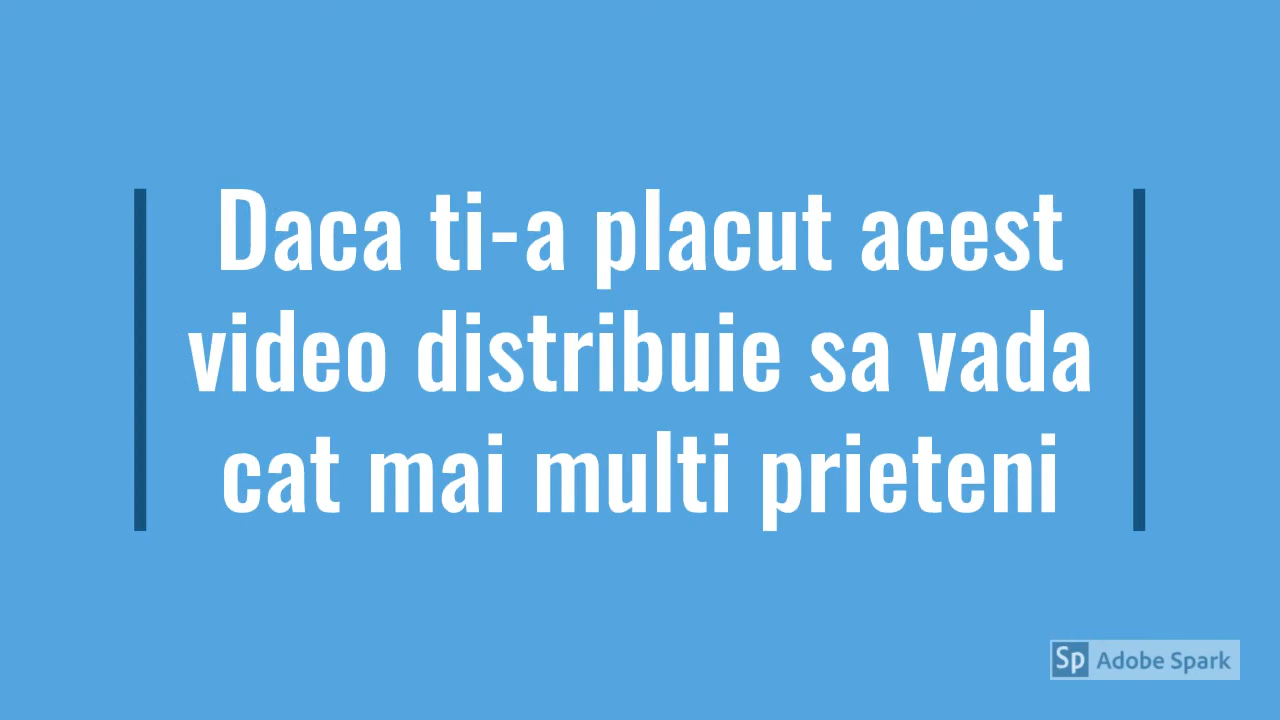 Daca ti-a placut acest
video distribuie sa vada
cat mai multi prieteni
Sp Adobe Spark